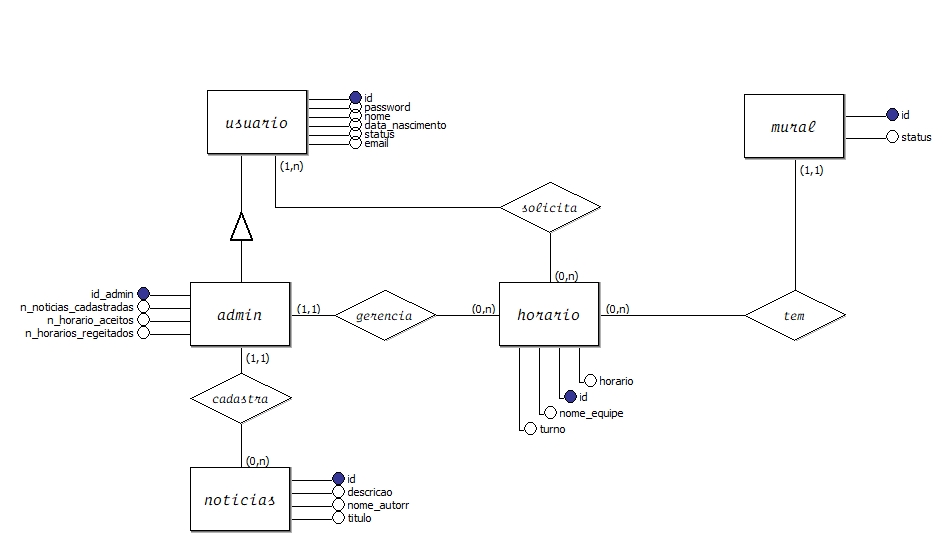 usuario
id
password
nome
data_nascimento
status
email
(1,n)
mural
id
status
(1,1)
solicita
(0,n)
id_admin
n_noticias_cadastradas
n_horario_aceitos
n_horarios_regeitados
admin
(1,1)
gerencia
(0,n)
horario
(0,n)
tem
(1,1)
horario
id
nome_equipe
turno
cadastra
(0,n)
noticias
id
descricao
nome_autorr
titulo